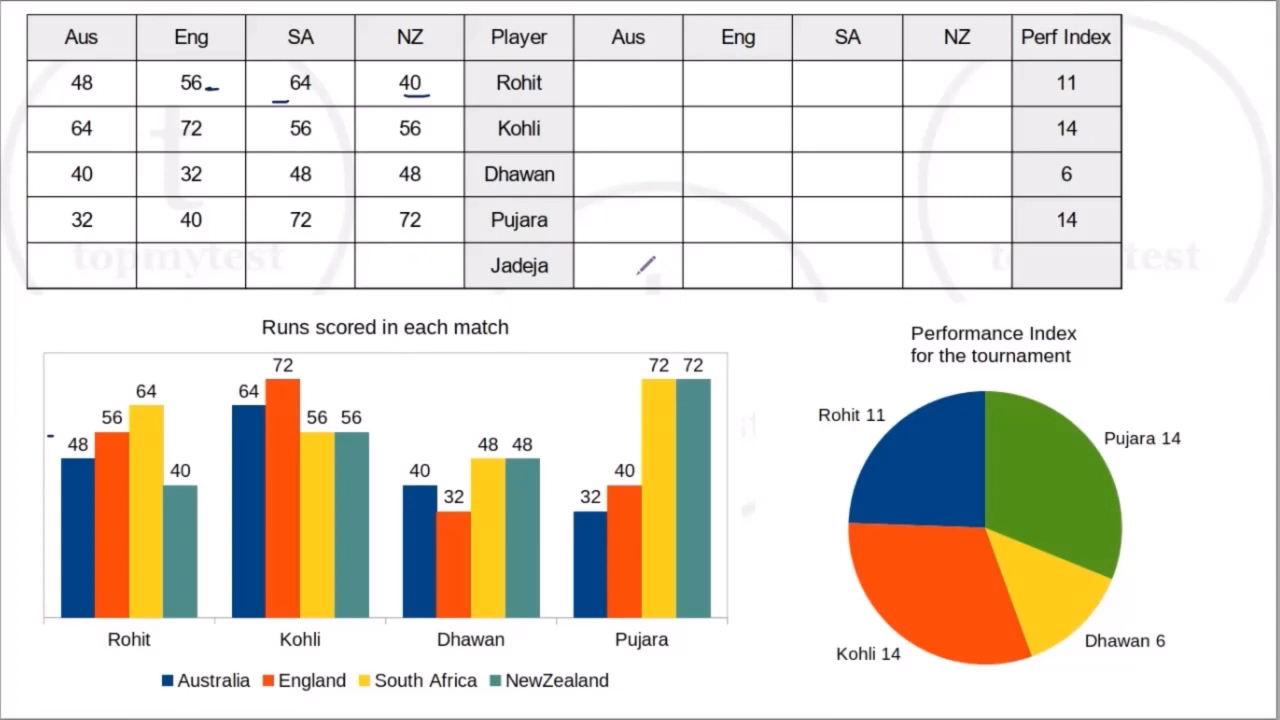 Aus Eng SA NZ Player Aus Eng SA NZ Perf Index
48 56 64 40 Rohit 11
64 72 56 56 Kohli 14
40 32 48 48 Dhawan 6
32 40 72 72 Pujara 14
Jadeja
topmytest
Runs scored in each match
48 56 64 40 64 72 56 56 40 32 48 48 32 40 72 72
Rohit Kohli Dhawan Pujara
Australia England South Africa NewZealand
Performance Index
for the tournament
Rohit 11
Pujara 14
Dhawan 6
Kohli 14